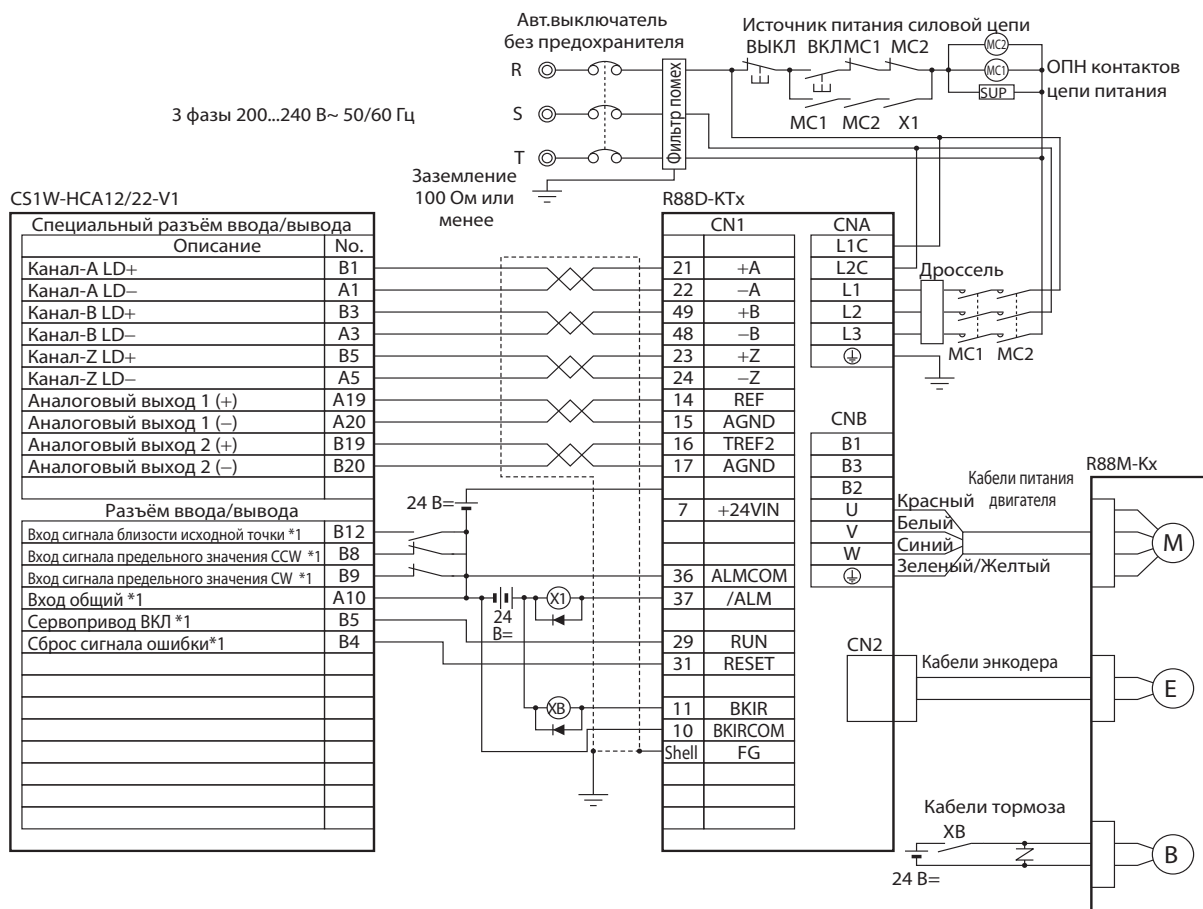 Авт.выключатель
без предохранителя
Источник питания силовой цепи
ВЫКЛ ВКЛ MC1 MC2
MC2
R
MC1
ОПН контактов
цепи питания
SUP
3 фазы 200...240 В~ 50/60 Гц
S
Фильтр помех
MC1 MC2 X1
T
Заземление
100 Ом или
менее
CS1W-HCA12/22-V1
R88D-KTx
Специальный разъём ввода/вывода
CN1 CNA
Описание No.
L1C
Канал-A LD+ B1
21 +A L2C
Дроссель
Канал-A LD− A1
22 −A L1
Канал-B LD+ B3
49 +B L2
Канал-B LD− A3
48 −B L3
Канал-Z LD+ B5
23 +Z
MC1 MC2
Канал-Z LD− A5
24 −Z
Аналоговый выход 1 (+) A19
14 REF
Аналоговый выход 1 (−) A20
15 AGND
CNB
Аналоговый выход 2 (+) B19
16 TREF2 B1
Аналоговый выход 2 (−) B20
17 AGND B3
R88M-Kx
B2
Кабели питания
двигателя
Разъём ввода/вывода
24 В=
7 +24VIN U
Красный
Вход сигнала близости исходной точки *1 B12
V
Белый
Вход сигнала предельного значения CCW *1 B8
W
Синий
M
Вход сигнала предельного значения CW *1 B9
36 ALMCOM
Зеленый/Желтый
Вход общий *1 A10
X1
37 /ALM
24
В=
Сервопривод ВКЛ *1 B5
29 RUN
Сброс сигнала ошибки*1 B4
31 RESET
CN2
Кабели энкодера
E
XB
11 BKIR
10 BKIRCOM
Shell FG
Кабели тормоза
XB
B
24 В=